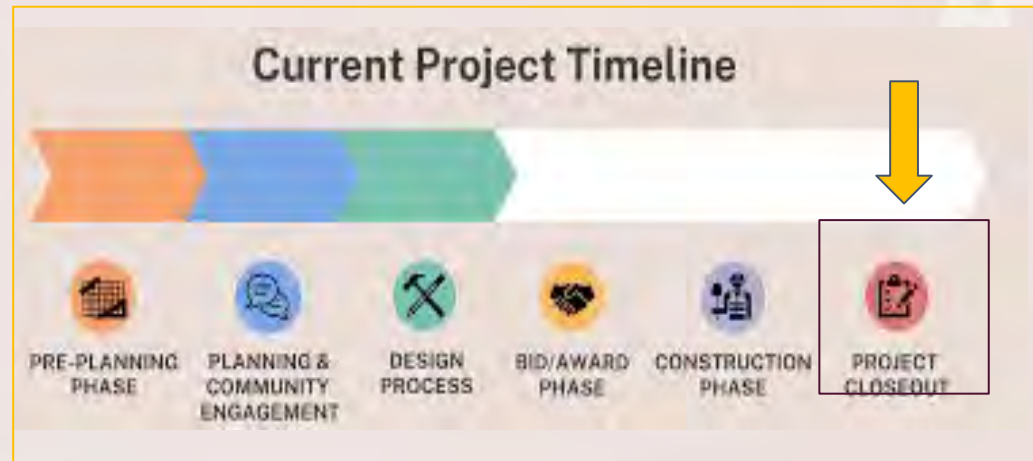 Current Project Timeline
PRE-PLANNING
PHASE
PLANNING &
COMMUNITY
ENGAGEMENT
DESIGN
PROCESS
BID/AWARD
PHASE
CONSTRUCTION
PHASE
PROJECT
CLOSEOUT